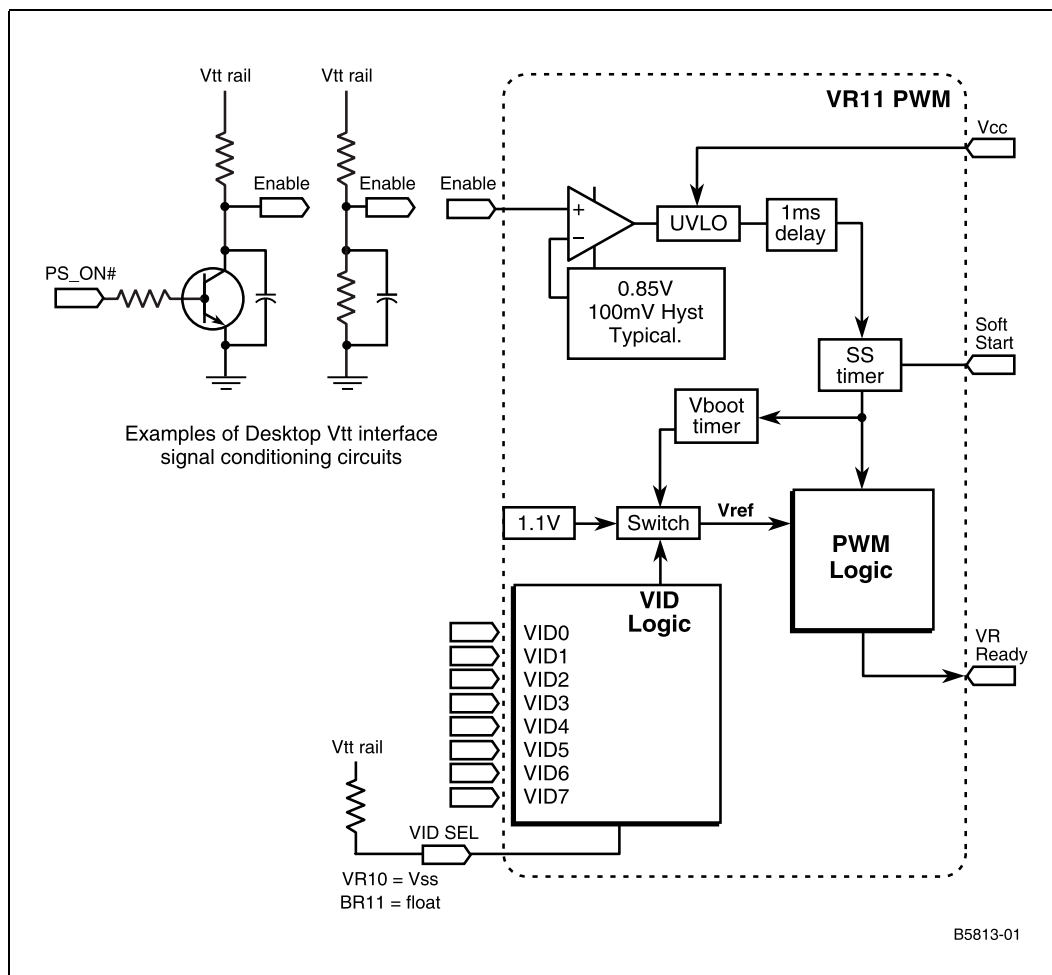 Vtt rail
Vtt rail
VR11 PWM
Vcc
Enable
Enable
Enable
+
−
UVLO
1ms
delay
PS_ON#
0.85V
100mV Hyst
Typical.
Soft
Start
SS
timer
Vboot
timer
Examples of Desktop Vtt interface
signal conditioning circuits
1.1V
Switch
Vref
PWM
Logic
VID
Logic
VID0
VID1
VID2
VID3
VID4
VID5
VID6
VID7
VR
Ready
Vtt rail
VID SEL
VR10 = Vss
BR11 = float
B5813-01